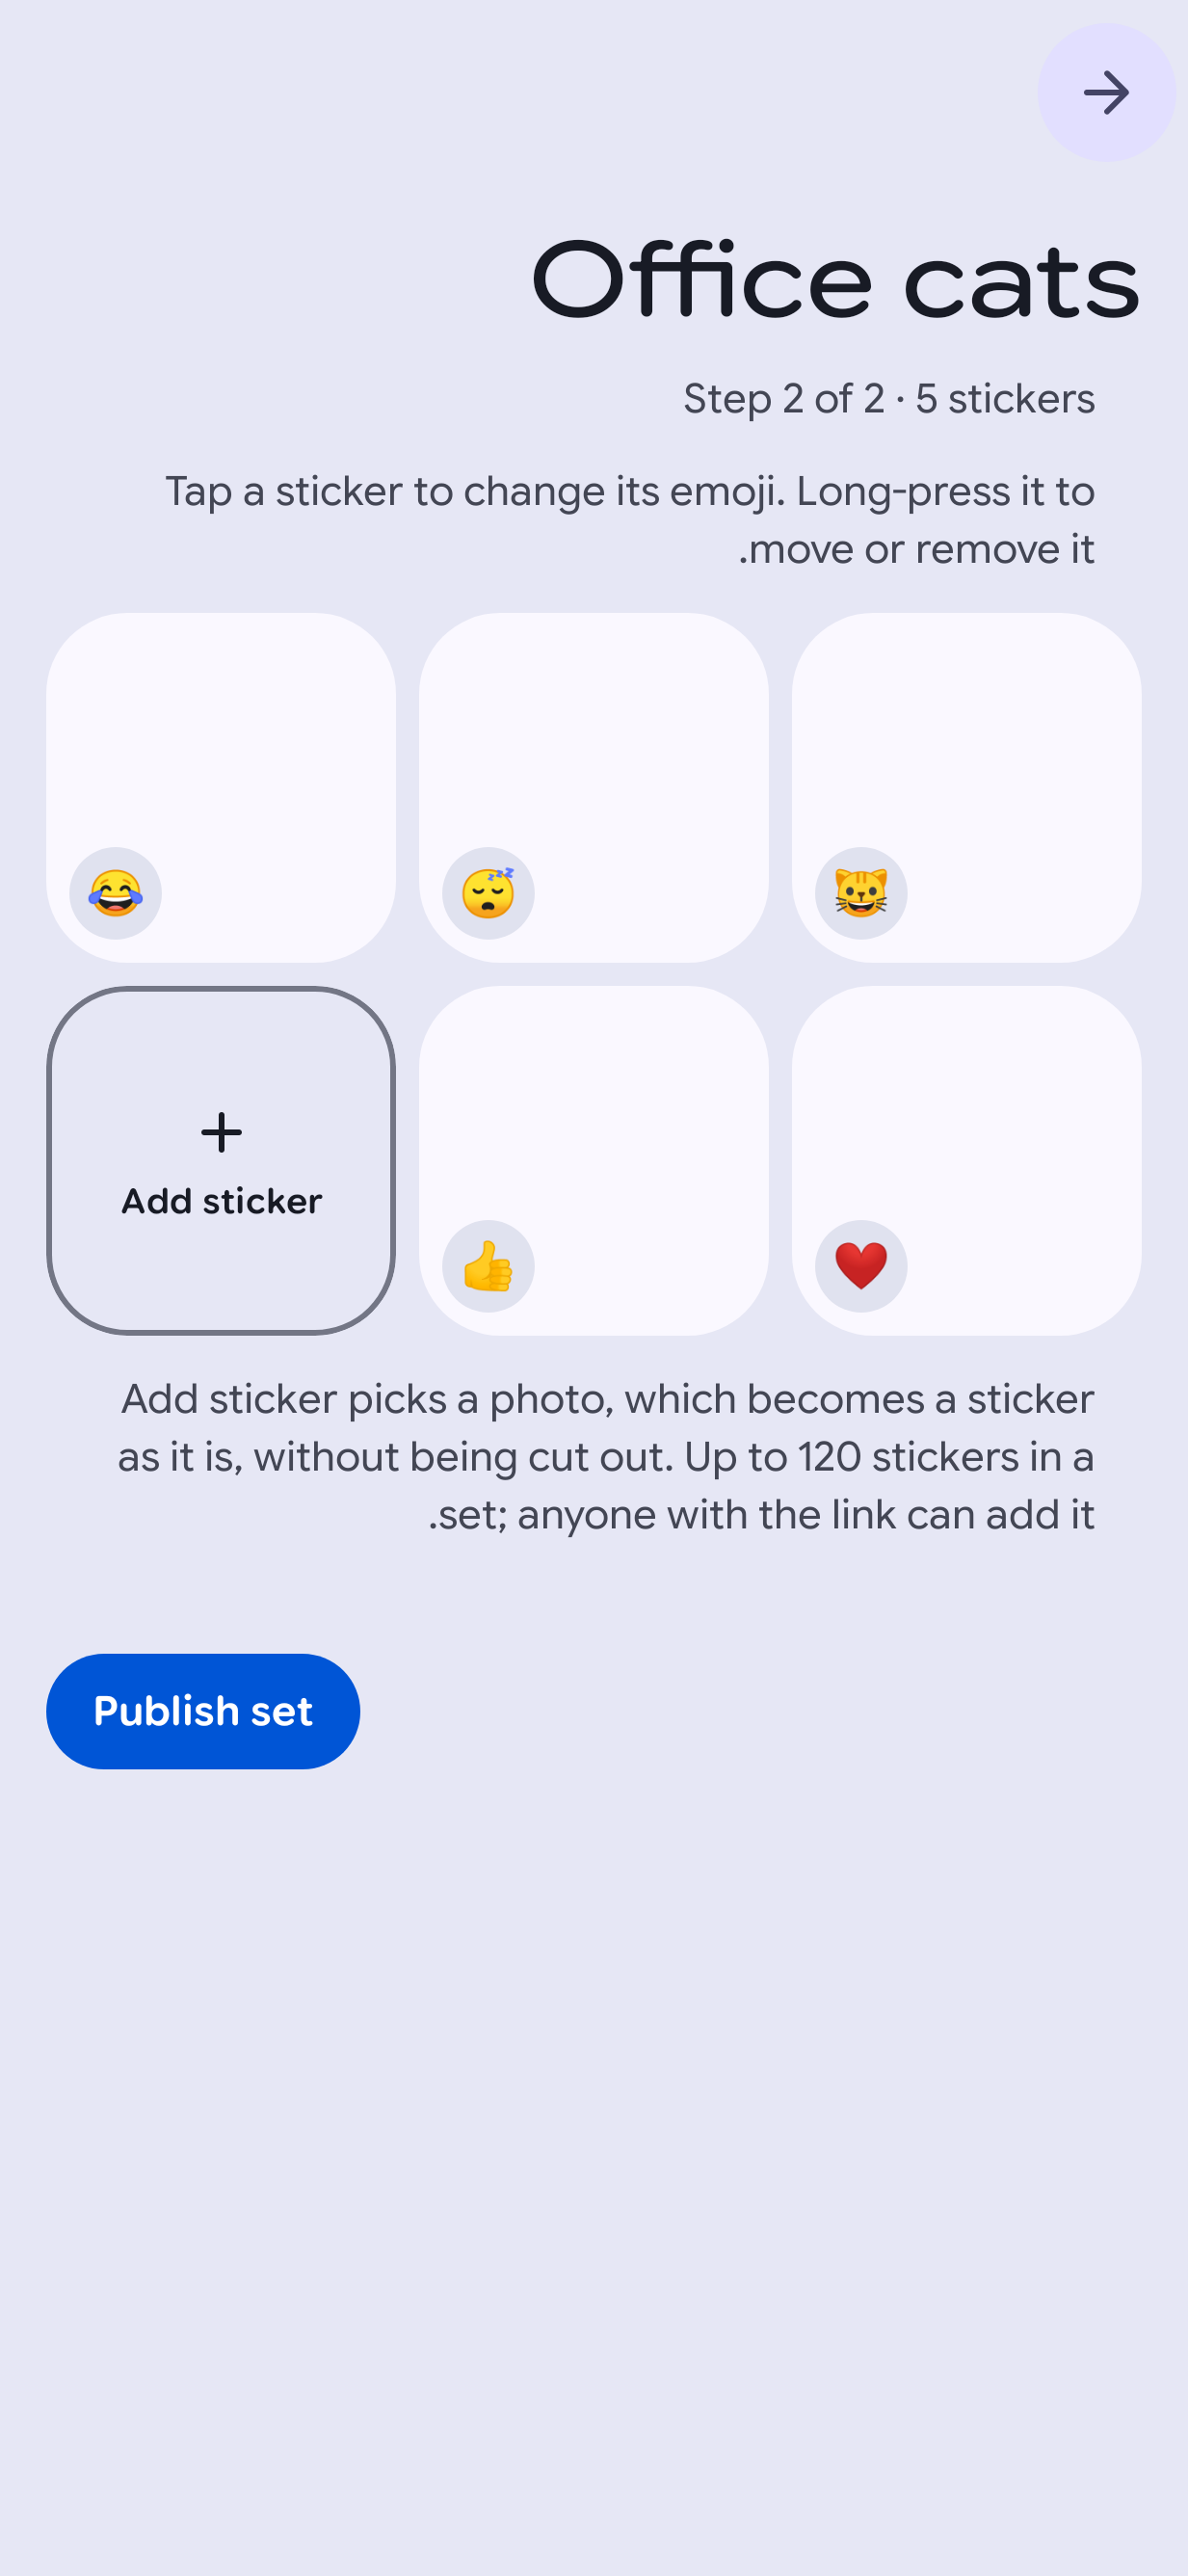 Office cats
Step 2 of 2 · 5 stickers
Tap a sticker to change its emoji. Long-press it to
.move or remove it
Add sticker
Add sticker picks a photo, which becomes a sticker
as it is, without being cut out. Up to 120 stickers in a
.set; anyone with the link can add it
Publish set